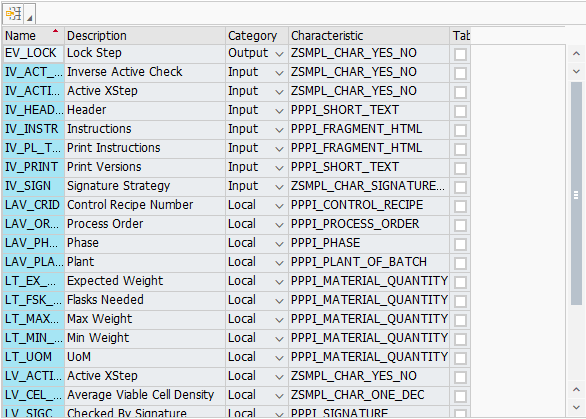 Name Description Category Characteristic Tab
EV_LOCK Lock Step Output ZSMPL_CHAR_YES_NO
IV_ACT_... Inverse Active Check Input ZSMPL_CHAR_YES_NO
IV_ACTI... Active XStep Input ZSMPL_CHAR_YES_NO
IV_HEAD... Header Input PPPI_SHORT_TEXT
IV_INSTR Instructions Input PPPI_FRAGMENT_HTML
IV_PL_T... Print Instructions Input PPPI_FRAGMENT_HTML
IV_PRINT Print Versions Input PPPI_SHORT_TEXT
IV_SIGN Signature Strategy Input ZSMPL_CHAR_SIGNATURE...
LAV_CRID Control Recipe Number Local PPPI_CONTROL_RECIPE
LAV_OR... Process Order Local PPPI_PROCESS_ORDER
LAV_PH... Phase Local PPPI_PHASE
LAV_PLA... Plant Local PPPI_PLANT_OF_BATCH
LT_EX_... Expected Weight Local PPPI_MATERIAL_QUANTITY
LT_FSK_... Flasks Needed Local PPPI_MATERIAL_QUANTITY
LT_MAX... Max Weight Local PPPI_MATERIAL_QUANTITY
LT_MIN_... Min Weight Local PPPI_MATERIAL_QUANTITY
LT_UOM UoM Local PPPI_MATERIAL_QUANTITY
LV_ACTI... Active XStep Local ZSMPL_CHAR_YES_NO
LV_CEL_... Average Viable Cell Density Local ZSMPL_CHAR_ONE_DEC
LV_SIGC Checked By Signature Local PPPI_SIGNATURE